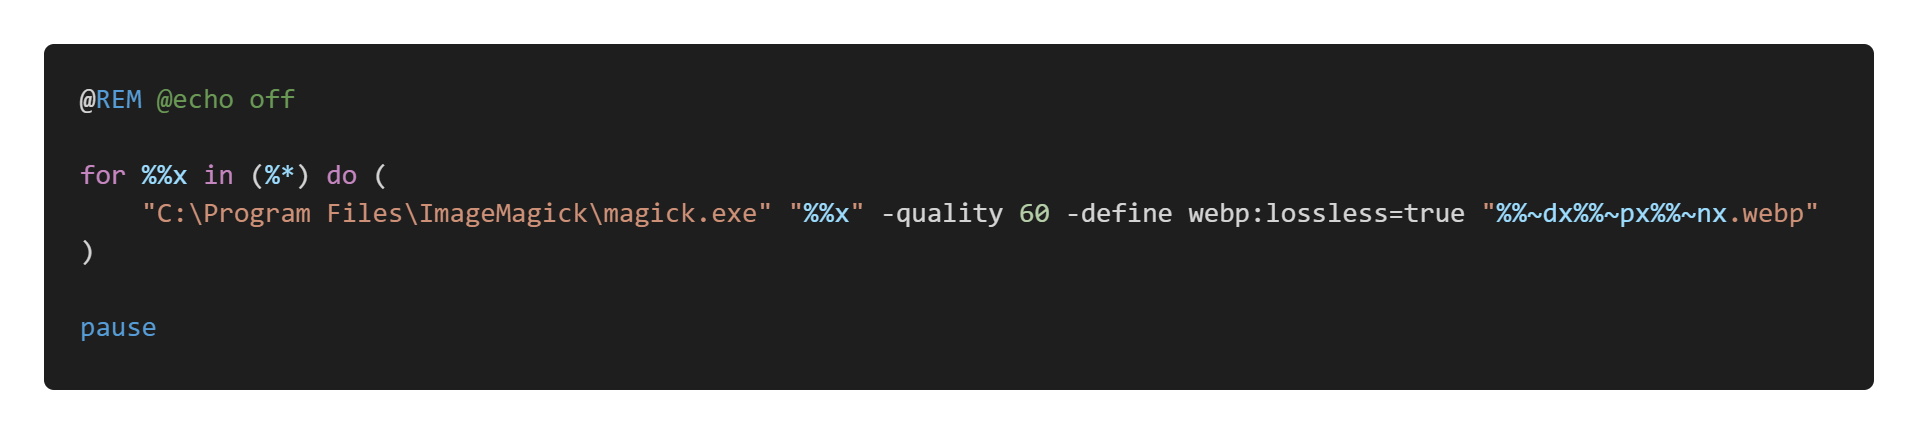 @REM @echo off
for %%x in (%*) do (
"C:\Program Files\ImageMagick\magick.exe" "%%x" -quality 60 -define webp:lossless=true "%%~dx%%~px%%~nx.webp"
)
pause